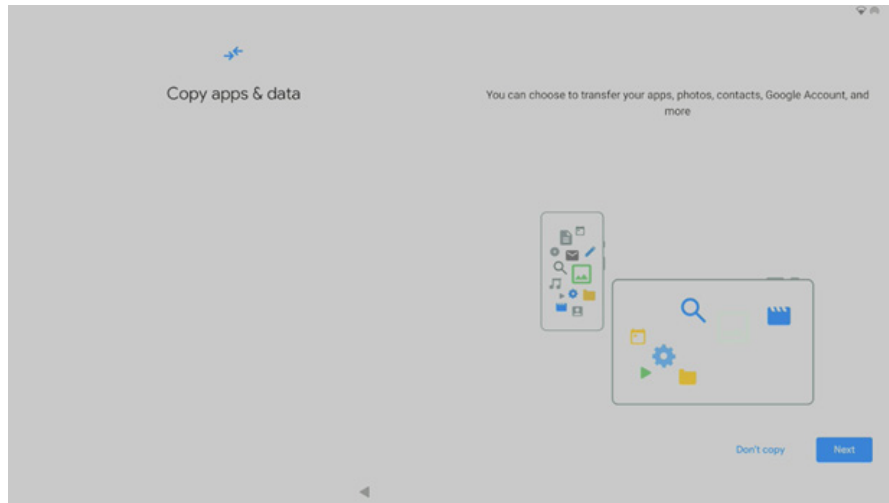 Copy apps & data
You can choose to transfer your apps, photos, contacts, Google Account, and
more
Don't copy
Next